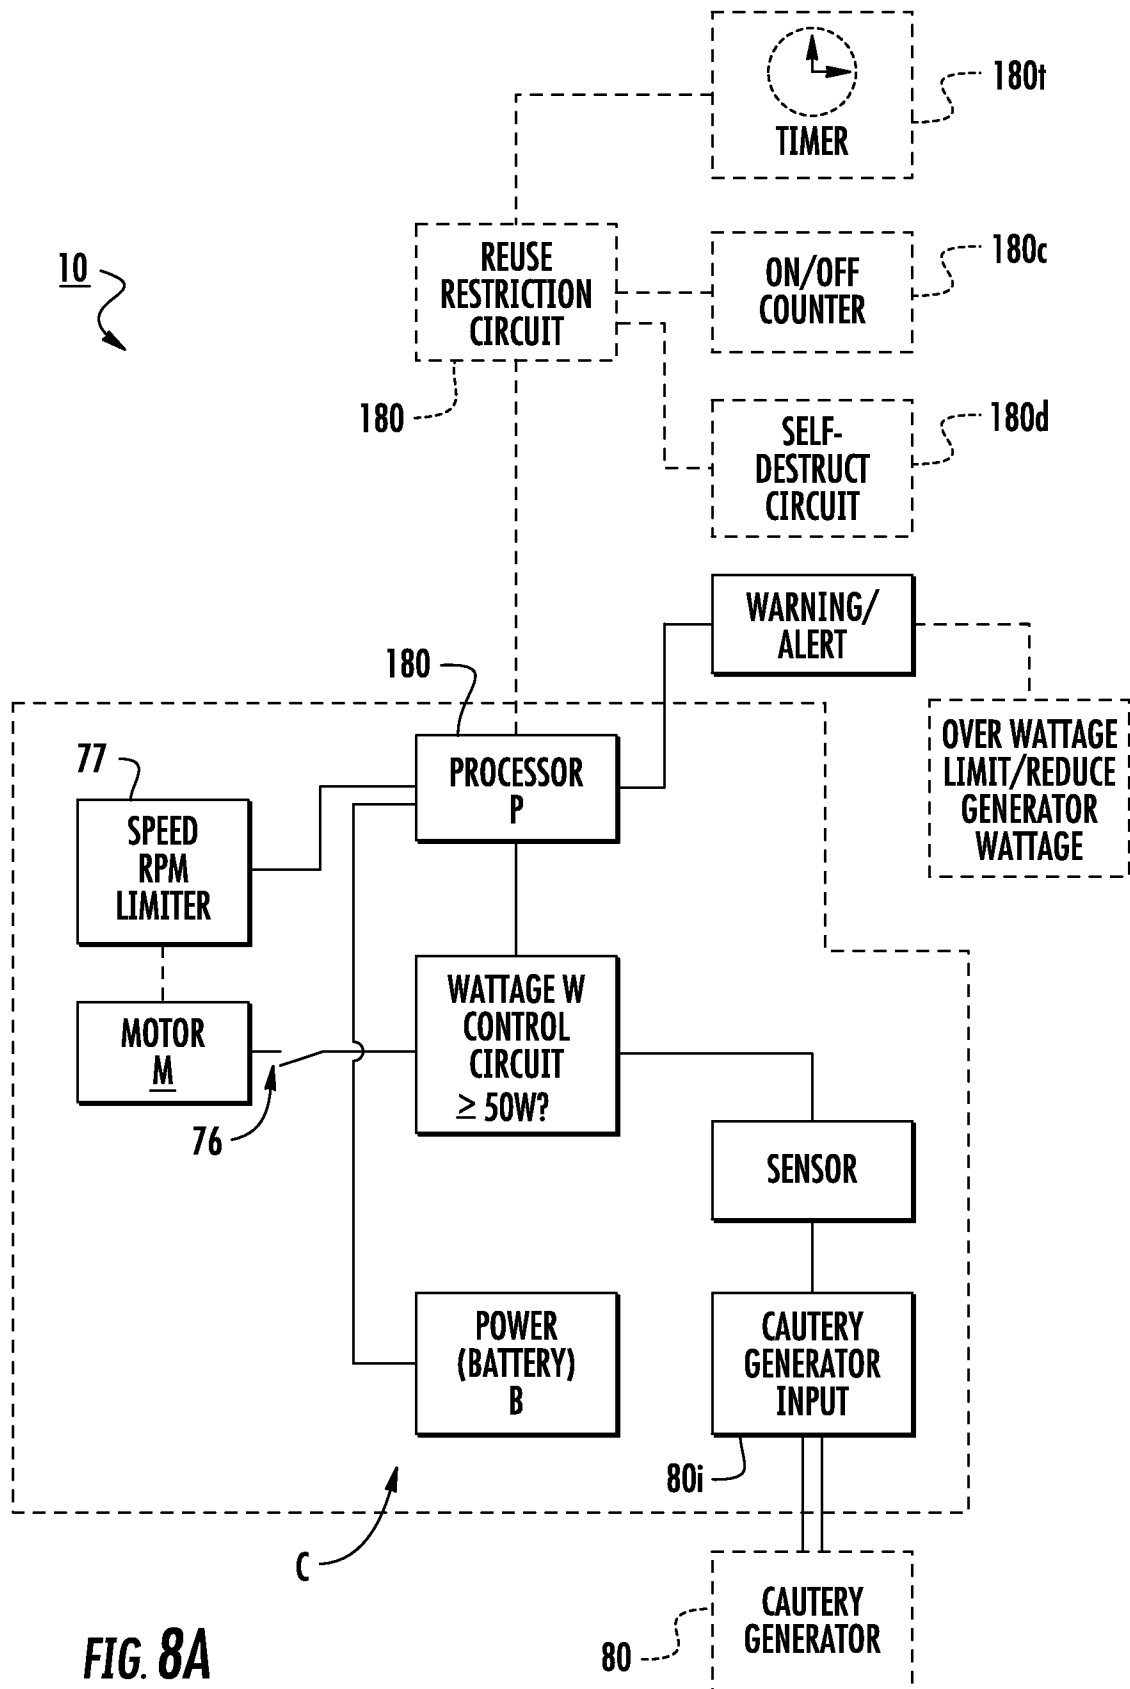 180t
TIMER
10
REUSE
RESTRICTION
CIRCUIT
180
ON/OFF
COUNTER
180c
SELF-
DESTRUCT
CIRCUIT
180d
WARNING/
ALERT
OVER WATTAGE
LIMIT/REDUCE
GENERATOR
WATTAGE
180
PROCESSOR
P
77
SPEED
RPM
LIMITER
MOTOR
M
76
WATTAGE W
CONTROL
CIRCUIT
≥ 50W?
SENSOR
POWER
(BATTERY)
B
CAUTERY
GENERATOR
INPUT
80i
C
CAUTERY
GENERATOR
80
FIG. 8A